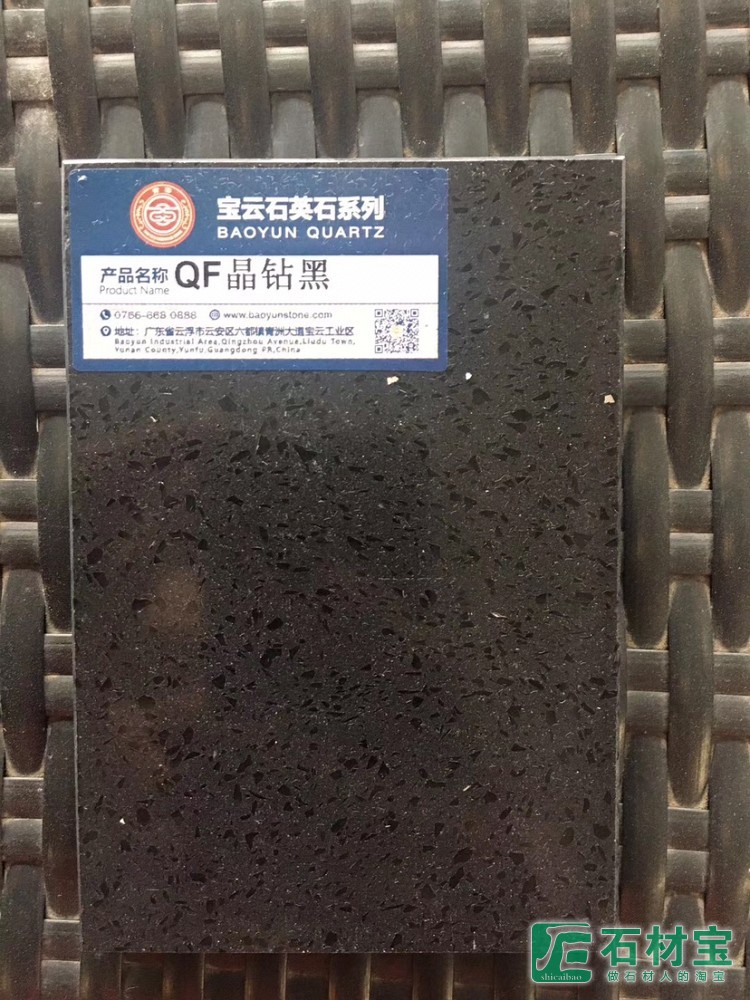 宝云石英石系列
BAOYUN QUARTZ
产品名称 QF晶钻黑
Product Name
0766-868 0888 www.baoyunstone.com
地址: 广东省云浮市云安区六都镇青洲大道宝云工业区
Baoyun Industrial Area,Qingzhou Avenue,Liudu Town,
Yunan County,Yunfu,Guangdong PR,China
石材宝
shicaibao
做石材人的淘宝